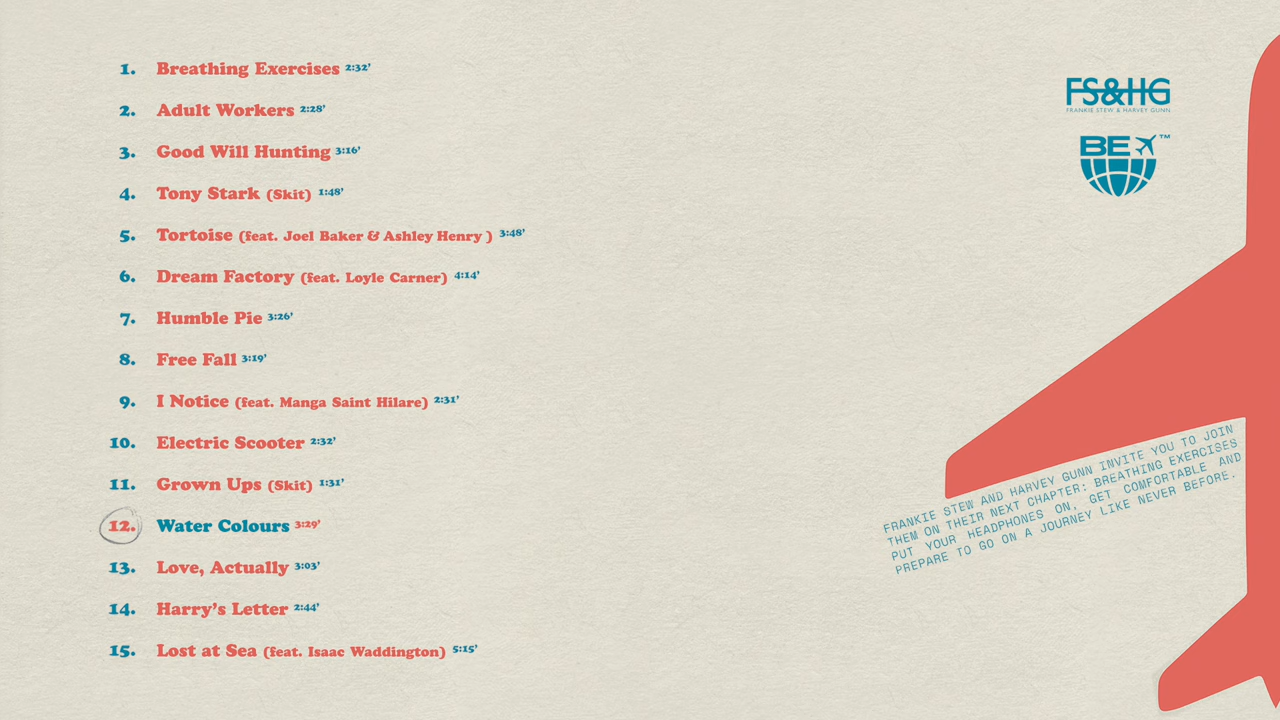 1. Breathing Exercises 2:32'
2. Adult Workers 2:28'
3. Good Will Hunting 3:16'
4. Tony Stark (Skit) 1:48'
5. Tortoise (feat. Joel Baker & Ashley Henry ) 3:48'
6. Dream Factory (feat. Loyle Carner) 4:14'
7. Humble Pie 3:26'
8. Free Fall 3:19'
9. I Notice (feat. Manga Saint Hilare) 2:31'
10. Electric Scooter 2:32'
11. Grown Ups (Skit) 1:31'
12. Water Colours 3:29'
13. Love, Actually 3:03'
14. Harry's Letter 2:44'
15. Lost at Sea (feat. Isaac Waddington) 5:15'
FS&HG
FRANKIE STEW & HARVEY GUNN
BE ™
FRANKIE STEW AND HARVEY GUNN INVITE YOU TO JOIN
THEM ON THEIR NEXT CHAPTER: BREATHING EXERCISES
PUT YOUR HEADPHONES ON, GET COMFORTABLE AND
PREPARE TO GO ON A JOURNEY LIKE NEVER BEFORE.